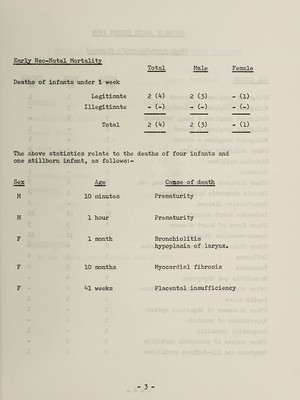 Early Neo-Natal Mortality
Total Male Female
Deaths of infants under 1 week
Legitimate 2 (4) 2 (3) - (1)
Illegitimate - (-) - (-) - (-)
Total 2 (4) 2 (3) - (1)
The above statistics relate to the deaths of four infants and
one stillborn infant, as follows:-
Sex Age Cause of death
M 10 minutes Prematurity
M 1 hour Prematurity
F 1 month Bronchiolitis
hypoplasia of larynx.
F 10 months Myocardial fibrosis
F 41 weeks Placental insufficiency
- 3 -